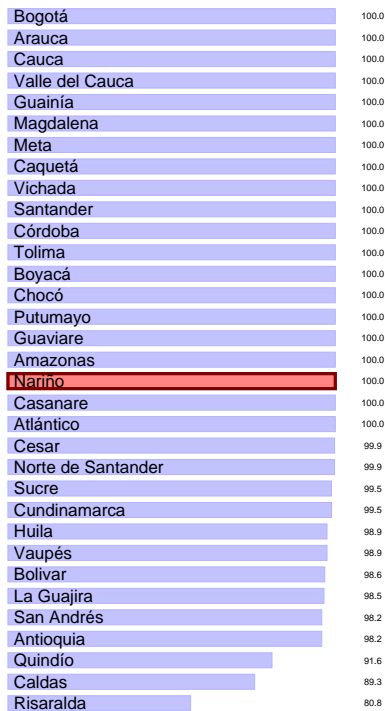 Bogotá 100.0
Arauca 100.0
Cauca 100.0
Valle del Cauca 100.0
Guainía 100.0
Magdalena 100.0
Meta 100.0
Caquetá 100.0
Vichada 100.0
Santander 100.0
Córdoba 100.0
Tolima 100.0
Boyacá 100.0
Chocó 100.0
Putumayo 100.0
Guaviare 100.0
Amazonas 100.0
Nariño 100.0
Casanare 100.0
Atlántico 100.0
Cesar 99.9
Norte de Santander 99.9
Sucre 99.5
Cundinamarca 99.5
Huila 98.9
Vaupés 98.9
Bolivar 98.6
La Guajira 98.5
San Andrés 98.2
Antioquia 98.2
Quindío 91.6
Caldas 89.3
Risaralda 80.8